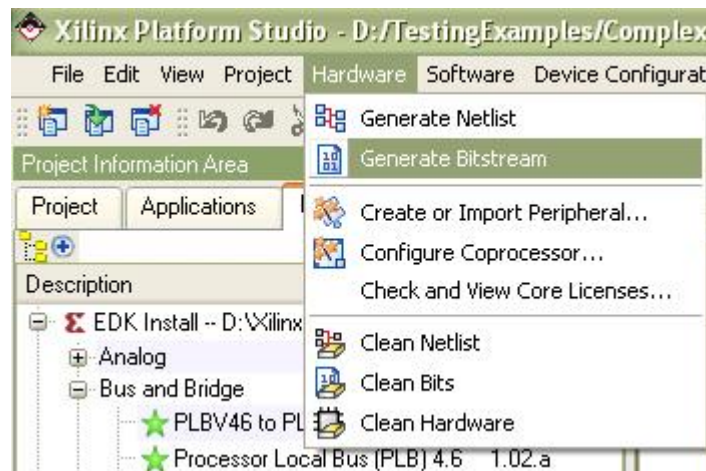 Xilinx Platform Studio - D:/TestingExamples/Complex
File Edit View Project Hardware Software Device Configurat
Generate Netlist
Project Information Area
Generate Bitstream
Project Applications
Create or Import Peripheral...
Configure Coprocessor...
Description
Check and View Core Licenses...
EDK Install -- D:\Xilinx
Clean Netlist
Analog
Clean Bits
Bus and Bridge
Clean Hardware
PLBV46 to PL
Processor Local Bus (PLB) 4.6 1.02.a